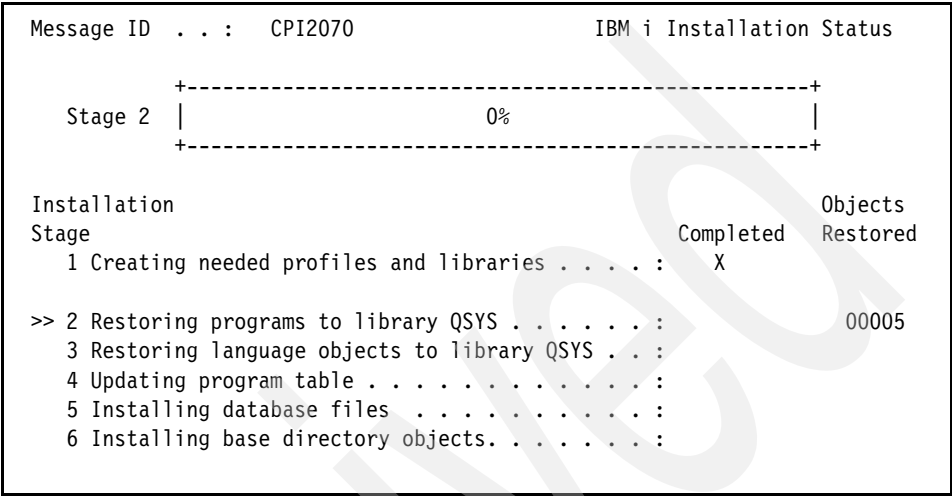 Message ID . . : CPI2070 IBM i Installation Status
+----------------------------------------------------+
Stage 2 | 0% |
+----------------------------------------------------+
Installation Objects
Stage Completed Restored
1 Creating needed profiles and libraries . . . . : X
>> 2 Restoring programs to library QSYS . . . . . . : 00005
3 Restoring language objects to library QSYS . . :
4 Updating program table . . . . . . . . . . . . :
5 Installing database files . . . . . . . . . . :
6 Installing base directory objects. . . . . . . :